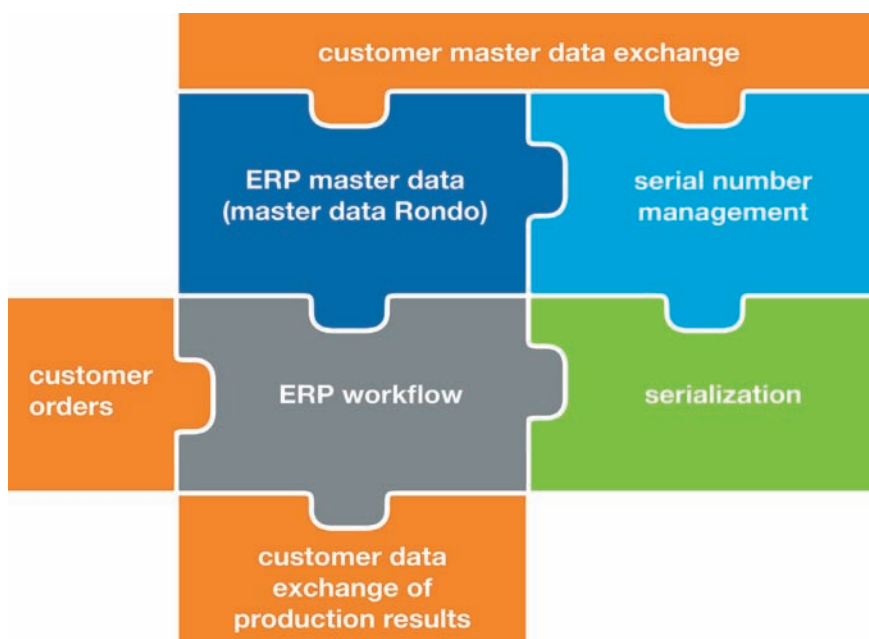 customer master data exchange
ERP master data
(master data Rondo)
serial number
management
customer
orders
ERP workflow
serialization
customer data
exchange of
production results